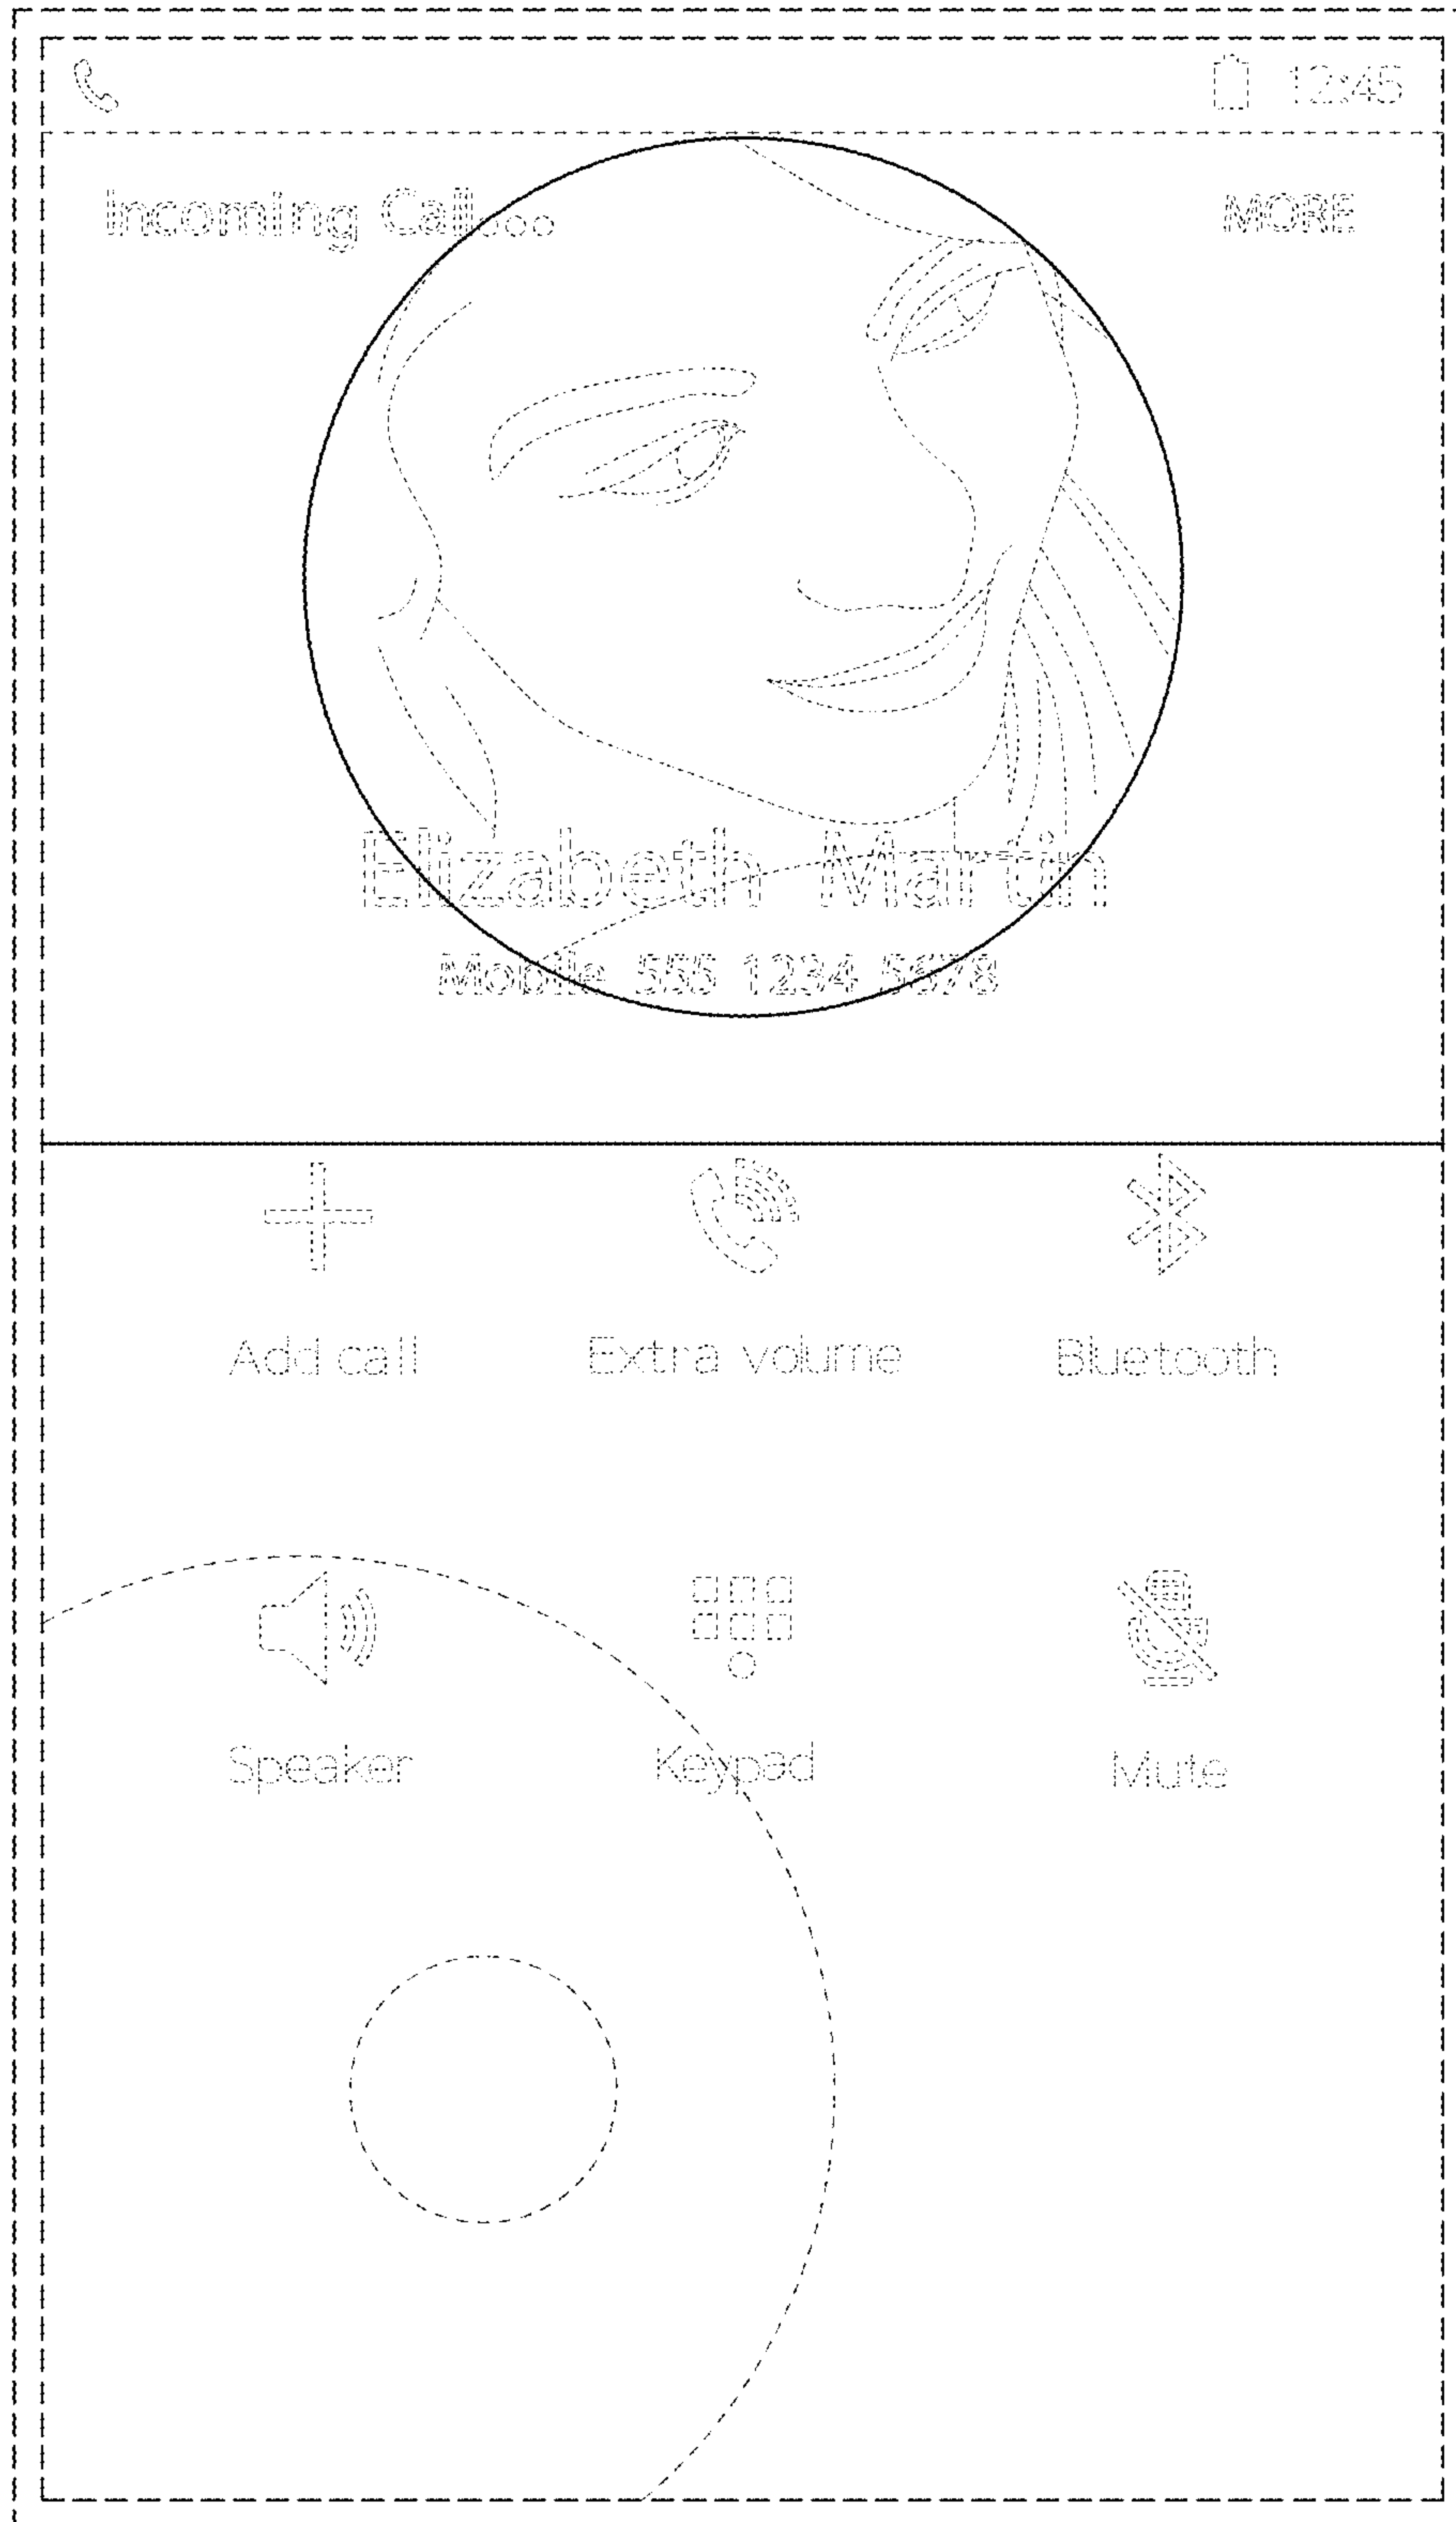 12:45
Incoming Call... MORE
Elizabeth Martin
Mobile 555 1234 5678
Add call Extra volume Bluetooth
Speaker Keypad Mute